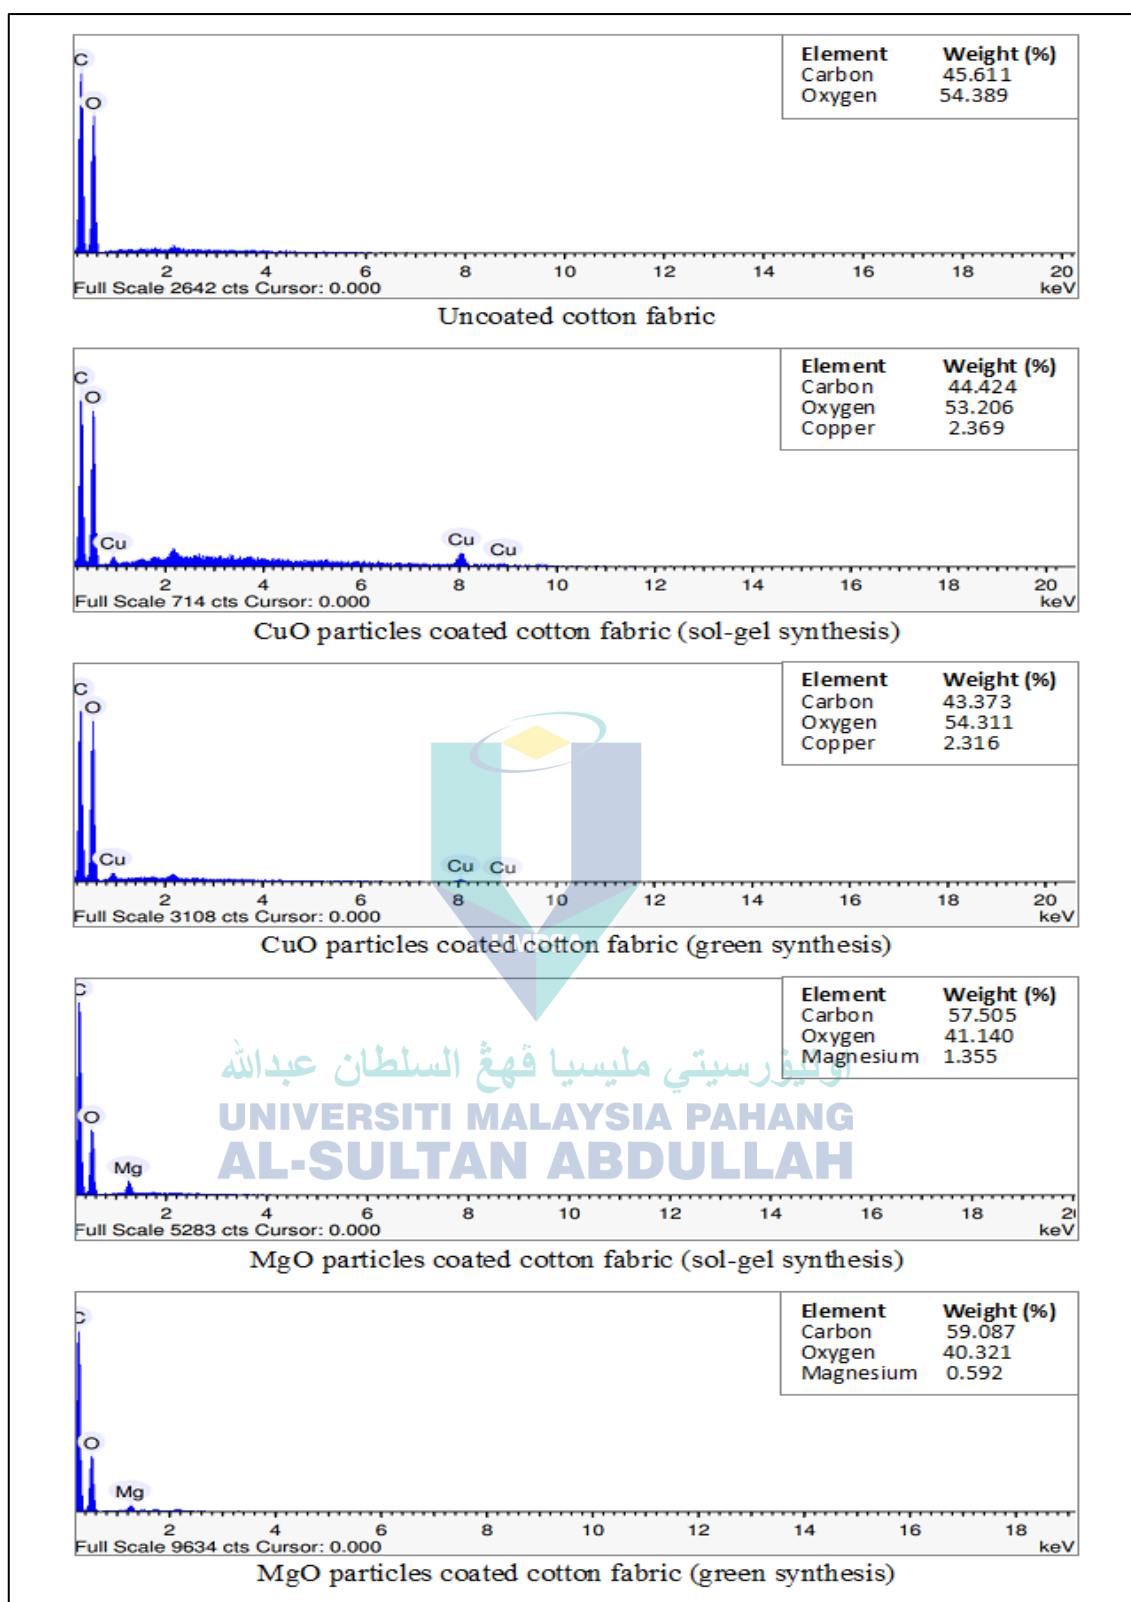 Element Weight (%)
Carbon 45.611
Oxygen 54.389
C
O
2 4 6 8 10 12 14 16 18 20
Full Scale 2642 cts Cursor: 0.000 keV
Uncoated cotton fabric
Element Weight (%)
Carbon 44.424
Oxygen 53.206
Copper 2.369
C
O
Cu Cu Cu
2 4 6 8 10 12 14 16 18 20
Full Scale 714 cts Cursor: 0.000 keV
CuO particles coated cotton fabric (sol-gel synthesis)
Element Weight (%)
Carbon 43.373
Oxygen 54.311
Copper 2.316
C
O
Cu Cu Cu
2 4 6 8 10 12 14 16 18 20
Full Scale 3108 cts Cursor: 0.000 keV
UMPSA
CuO particles coated cotton fabric (green synthesis)
Element Weight (%)
Carbon 57.505
Oxygen 41.140
Magnesium 1.355
C
O
Mg
اونيۏرسيتي مليسيا ڤهڠ السلطان عبدالله
UNIVERSITI MALAYSIA PAHANG
AL-SULTAN ABDULLAH
2 4 6 8 10 12 14 16 18 20
Full Scale 5283 cts Cursor: 0.000 keV
MgO particles coated cotton fabric (sol-gel synthesis)
Element Weight (%)
Carbon 59.087
Oxygen 40.321
Magnesium 0.592
C
O
Mg
2 4 6 8 10 12 14 16 18
Full Scale 9634 cts Cursor: 0.000 keV
MgO particles coated cotton fabric (green synthesis)